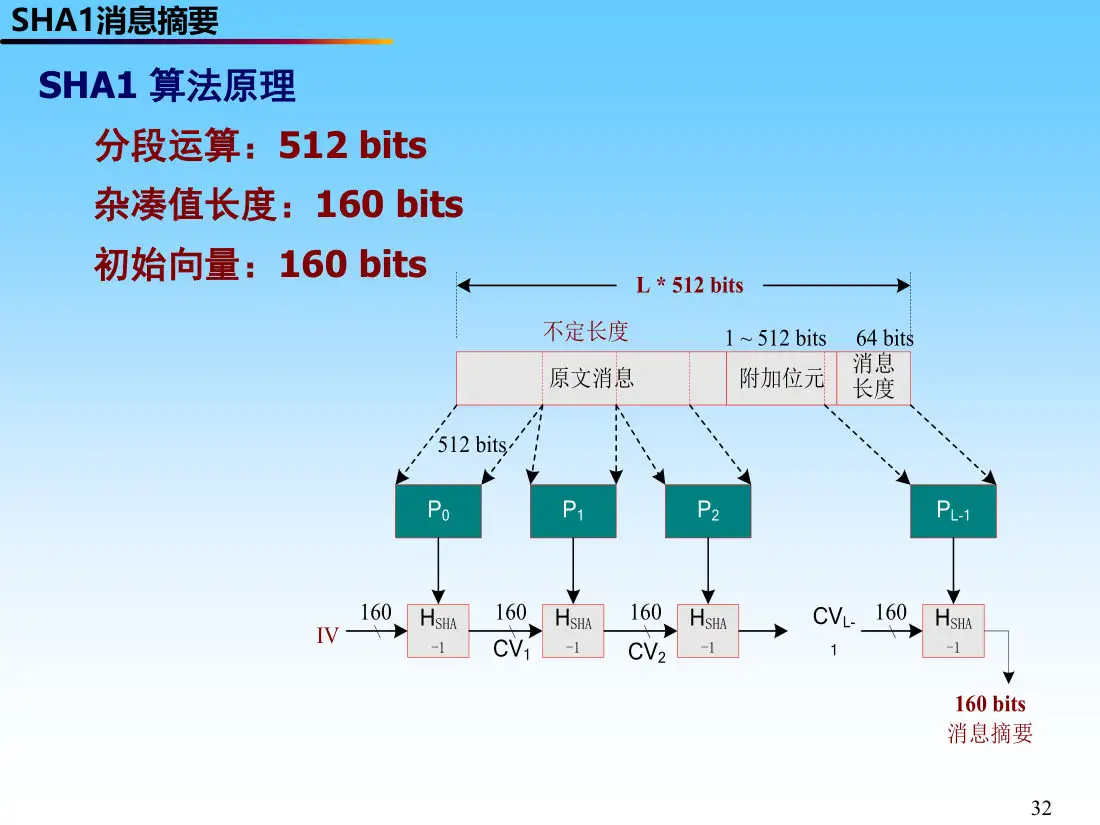 SHA1消息摘要
SHA1 算法原理
分段运算：512 bits
杂凑值长度：160 bits
初始向量：160 bits
L * 512 bits
不定长度
1 ~ 512 bits
64 bits
原文消息
附加位元
消息
长度
512 bits
P0
P1
P2
PL-1
IV
160
HSHA
-1
160
CV1
HSHA
-1
160
CV2
HSHA
-1
CVL-
1
160
HSHA
-1
160 bits
消息摘要
32